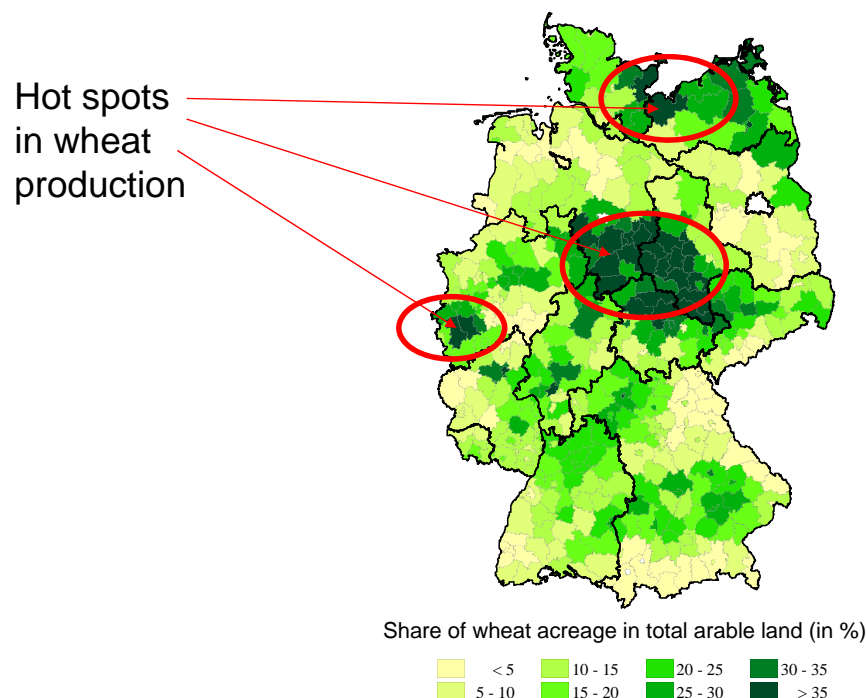 Hot spots
in wheat
production
Share of wheat acreage in total arable land (in %)
< 5 10 - 15 20 - 25 30 - 35
5 - 10 15 - 20 25 - 30 > 35